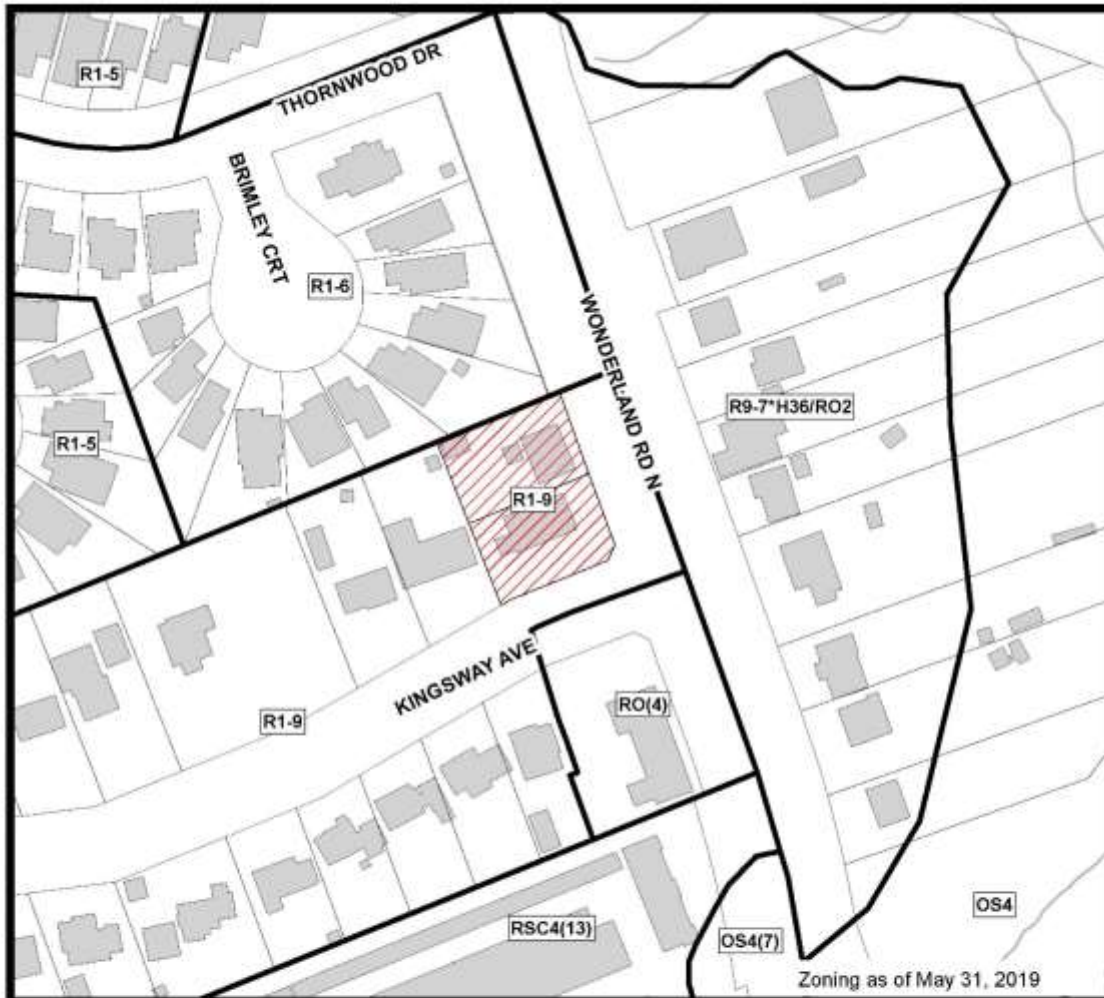 R1-5
THORNWOOD DR
BRIMLEY CRT
R1-6
WONDERLAND RD N
R9-7*H36/RO2
R1-5
R1-9
KINGSWAY AVE
RO(4)
R1-9
RSC4(13)
OS4(7)
OS4
Zoning as of May 31, 2019